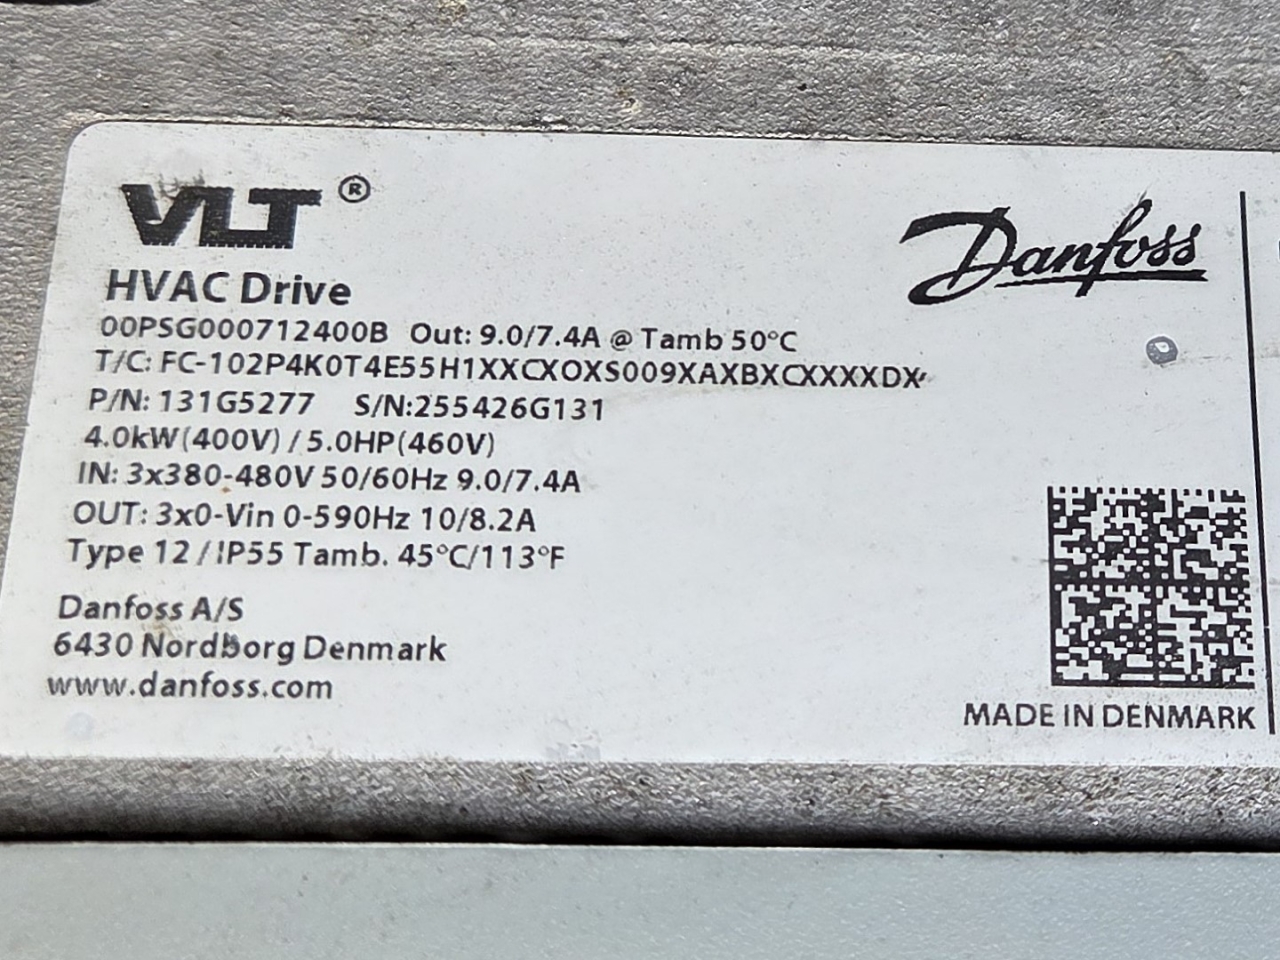 VLT®
Danfoss
HVAC Drive
00PSG000712400B Out: 9.0/7.4A @ Tamb 50°C
T/C: FC-102P4K0T4E55H1XXCXOXS009XAXBXCXXXXDX
P/N: 131G5277 S/N:255426G131
4.0kW(400V) / 5.0HP(460V)
IN: 3x380-480V 50/60Hz 9.0/7.4A
OUT: 3x0-Vin 0-590Hz 10/8.2A
Type 12 / IP55 Tamb. 45°C/113°F
Danfoss A/S
6430 Nordborg Denmark
www.danfoss.com
MADE IN DENMARK